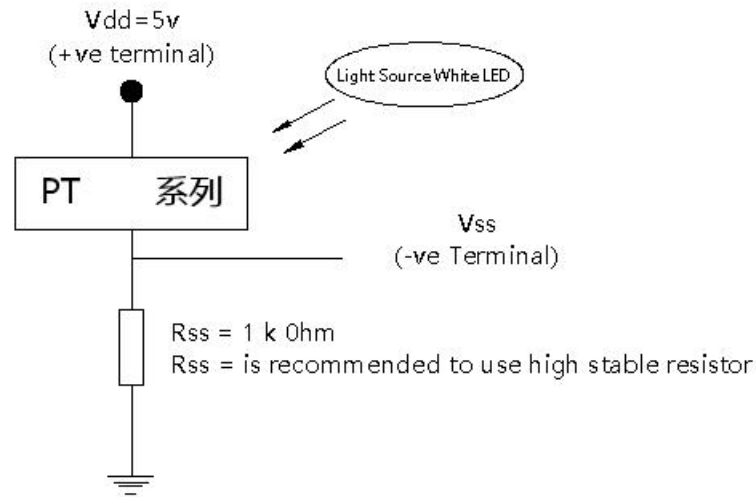 Vdd=5v
(+ve terminal)
Light Source White LED
PT 系列
Vss
(-ve Terminal)
Rss = 1 k Ohm
Rss = is recommended to use high stable resistor